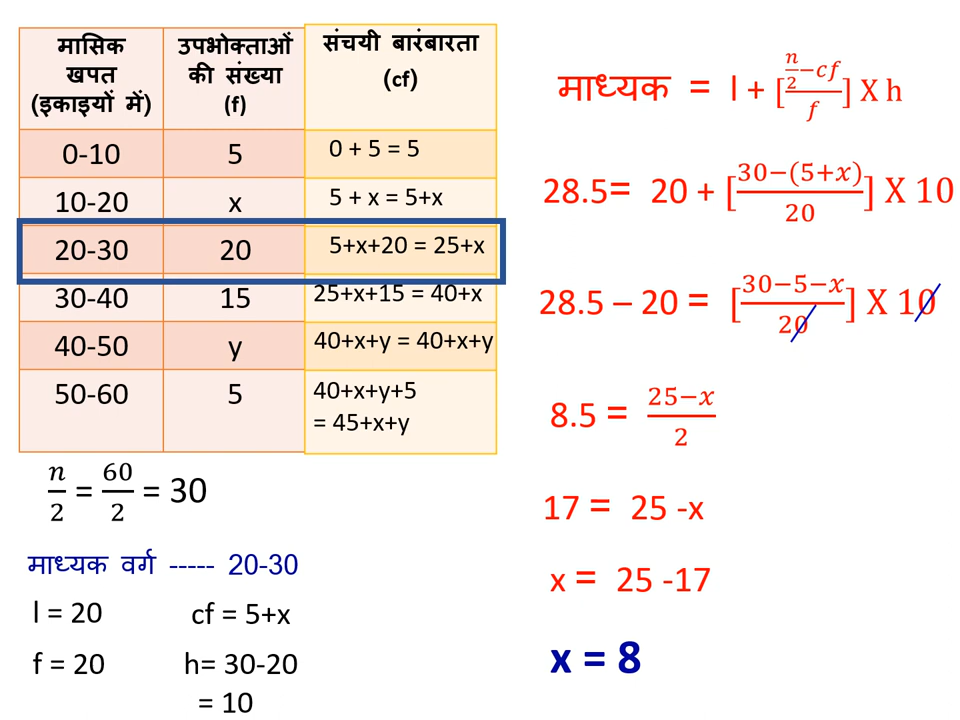 मासिक खपत (इकाइयों में) | उपभोक्ताओं की संख्या (f) | संचयी बारंबारता (cf)
0-10 | 5 | 0 + 5 = 5
10-20 | x | 5 + x = 5+x
20-30 | 20 | 5+x+20 = 25+x
30-40 | 15 | 25+x+15 = 40+x
40-50 | y | 40+x+y = 40+x+y
50-60 | 5 | 40+x+y+5 = 45+x+y
n/2 = 60/2 = 30
माध्यक वर्ग ----- 20-30
l = 20 cf = 5+x
f = 20 h= 30-20
= 10
माध्यक = l + [(n/2−cf)/f] X h
28.5= 20 + [(30−(5+x))/20] X 10
28.5 – 20 = [(30−5−x)/20] X 10
8.5 = (25−x)/2
17 = 25 -x
x = 25 -17
x = 8